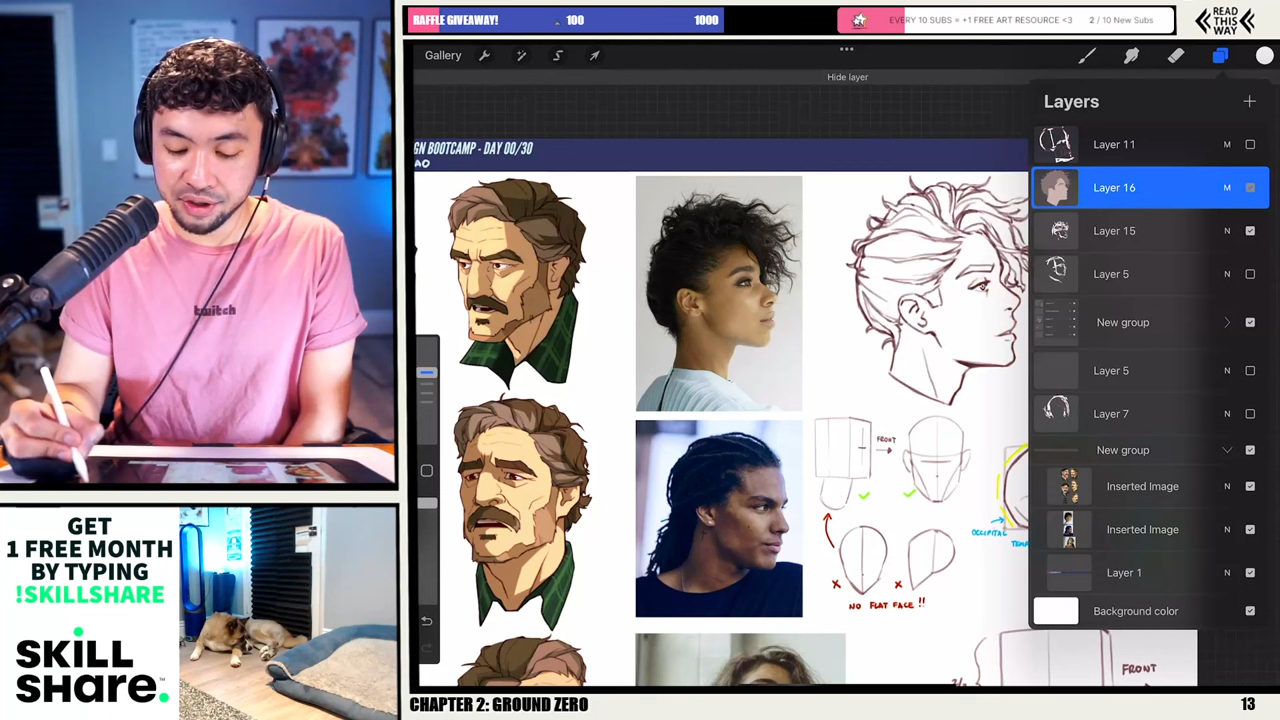 RAFFLE GIVEAWAY!
100
1000
EVERY 10 SUBS = +1 FREE ART RESOURCE <3
2 / 10 New Subs
READ
THIS
WAY
Gallery
Hide layer
GN BOOTCAMP - DAY 00/30
AO
Layers
Layer 11
M
Layer 16
M
Layer 15
N
Layer 5
N
New group
Layer 5
N
Layer 7
N
New group
Inserted Image
N
Inserted Image
N
Layer 1
N
Background color
twitch
FRONT
OCCIPITAL
NO FLAT FACE!!
FRONT
GET
1 FREE MONTH
BY TYPING
!SKILLSHARE
SKILL
SHARE.
CHAPTER 2: GROUND ZERO
13